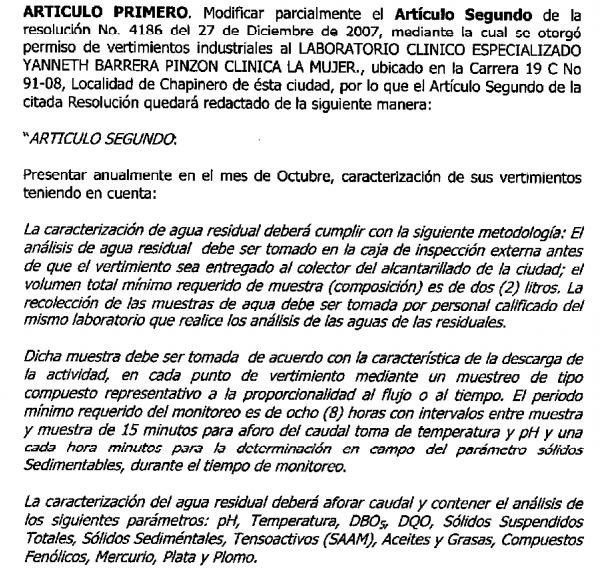 ARTICULO PRIMERO. Modificar parcialmente el Artículo Segundo de la
resolución No. 4186 del 27 de Diciembre de 2007, mediante la cual se otorgó
permiso de vertimientos industriales al LABORATORIO CLINICO ESPECIALIZADO
YANNETH BARRERA PINZON CLINICA LA MUJER., ubicado en la Carrera 19 C No
91-08, Localidad de Chapinero de ésta ciudad, por lo que el Artículo Segundo de la
citada Resolución quedará redactado de la siguiente manera:
"ARTICULO SEGUNDO:
Presentar anualmente en el mes de Octubre, caracterización de sus vertimientos
teniendo en cuenta:
La caracterización de agua residual deberá cumplir con la siguiente metodología: El
análisis de agua residual debe ser tomado en la caja de inspección externa antes
de que el vertimiento sea entregado al colector del alcantarillado de la ciudad; el
volumen total mínimo requerido de muestra (composición) es de dos (2) litros. La
recolección de las muestras de agua debe ser tomada por personal calificado del
mismo laboratorio que realice los análisis de las aguas de las residuales.
Dicha muestra debe ser tomada de acuerdo con la característica de la descarga de
la actividad, en cada punto de vertimiento mediante un muestreo de tipo
compuesto representativo a la proporcionalidad al flujo o al tiempo. El periodo
mínimo requerido del monitoreo es de ocho (8) horas con intervalos entre muestra
y muestra de 15 minutos para aforo del caudal toma de temperatura y pH y una
cada hora minutos para la determinación en campo del parámetro sólidos
Sedimentables, durante el tiempo de monitoreo.
La caracterización del agua residual deberá aforar caudal y contener el análisis de
los siguientes parámetros: pH, Temperatura, DBO₅, DQO, Sólidos Suspendidos
Totales, Sólidos Sediméntales, Tensoactivos (SAAM), Aceites y Grasas, Compuestos
Fenólicos, Mercurio, Plata y Plomo.